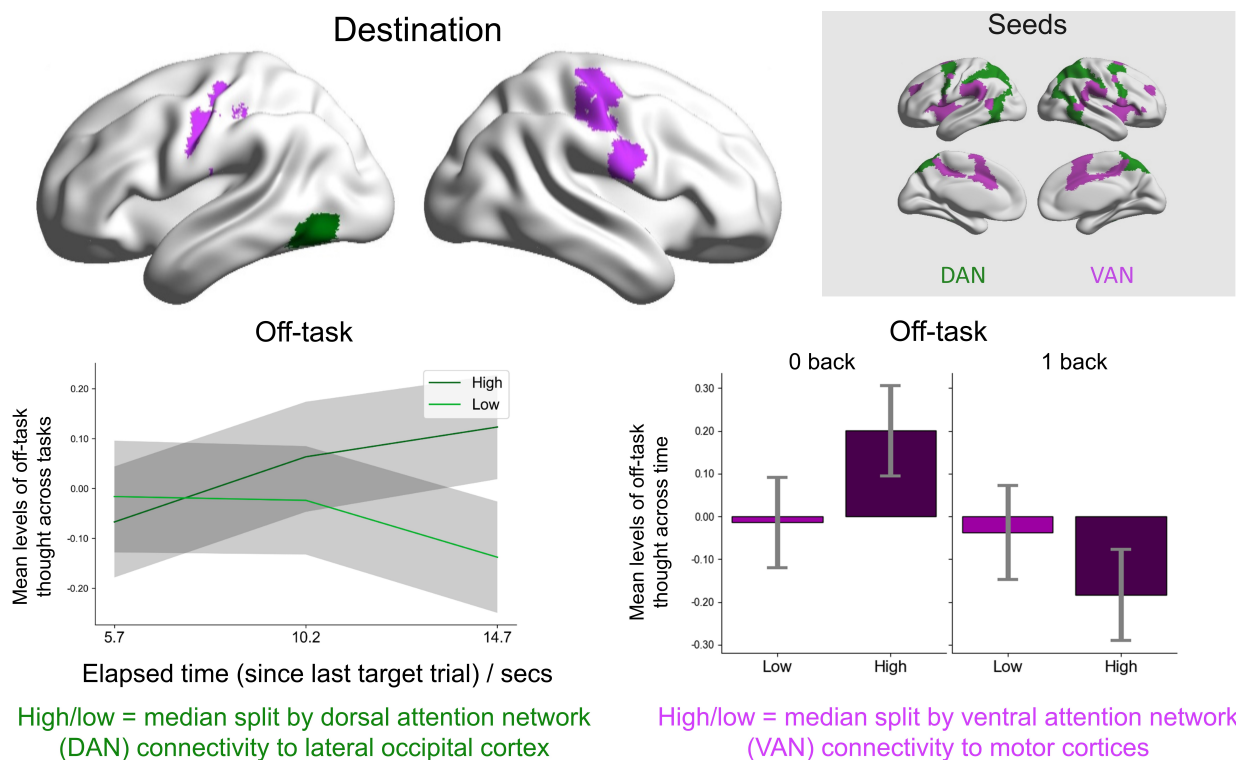 Destination
Seeds
DAN
VAN
Off-task
High
Low
0.20
0.10
0.00
-0.10
-0.20
Mean levels of off-task
thought across tasks
5.7
10.2
14.7
Elapsed time (since last target trial) / secs
High/low = median split by dorsal attention network
(DAN) connectivity to lateral occipital cortex
Off-task
0 back
1 back
0.30
0.20
0.10
0.00
-0.10
-0.20
-0.30
Mean levels of off-task
thought across time
Low
High
Low
High
High/low = median split by ventral attention network
(VAN) connectivity to motor cortices